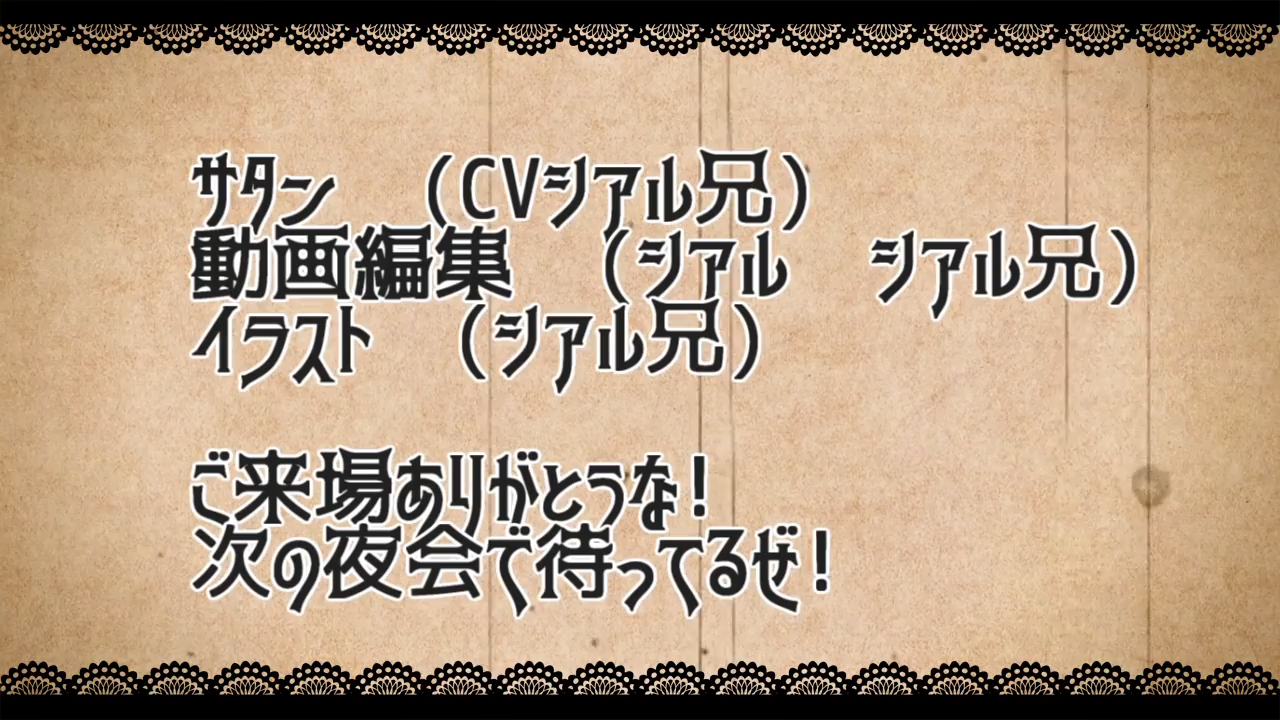 サタン　（CVシアル兄）
動画編集　（シアル　シアル兄）
イラスト　（シアル兄）
ご来場ありがとうな！
次の夜会で待ってるぜ！